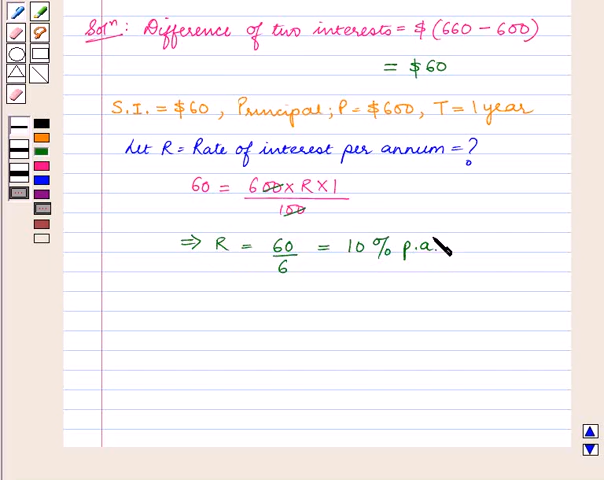 Solⁿ: Difference of two interests = $(660 - 600)
= $60
S.I. = $60, Principal; P = $600, T = 1 year
Let R = Rate of interest per annum = ?
60 = 600 × R × 1 / 100
⇒ R = 60 / 6 = 10 % p.a.